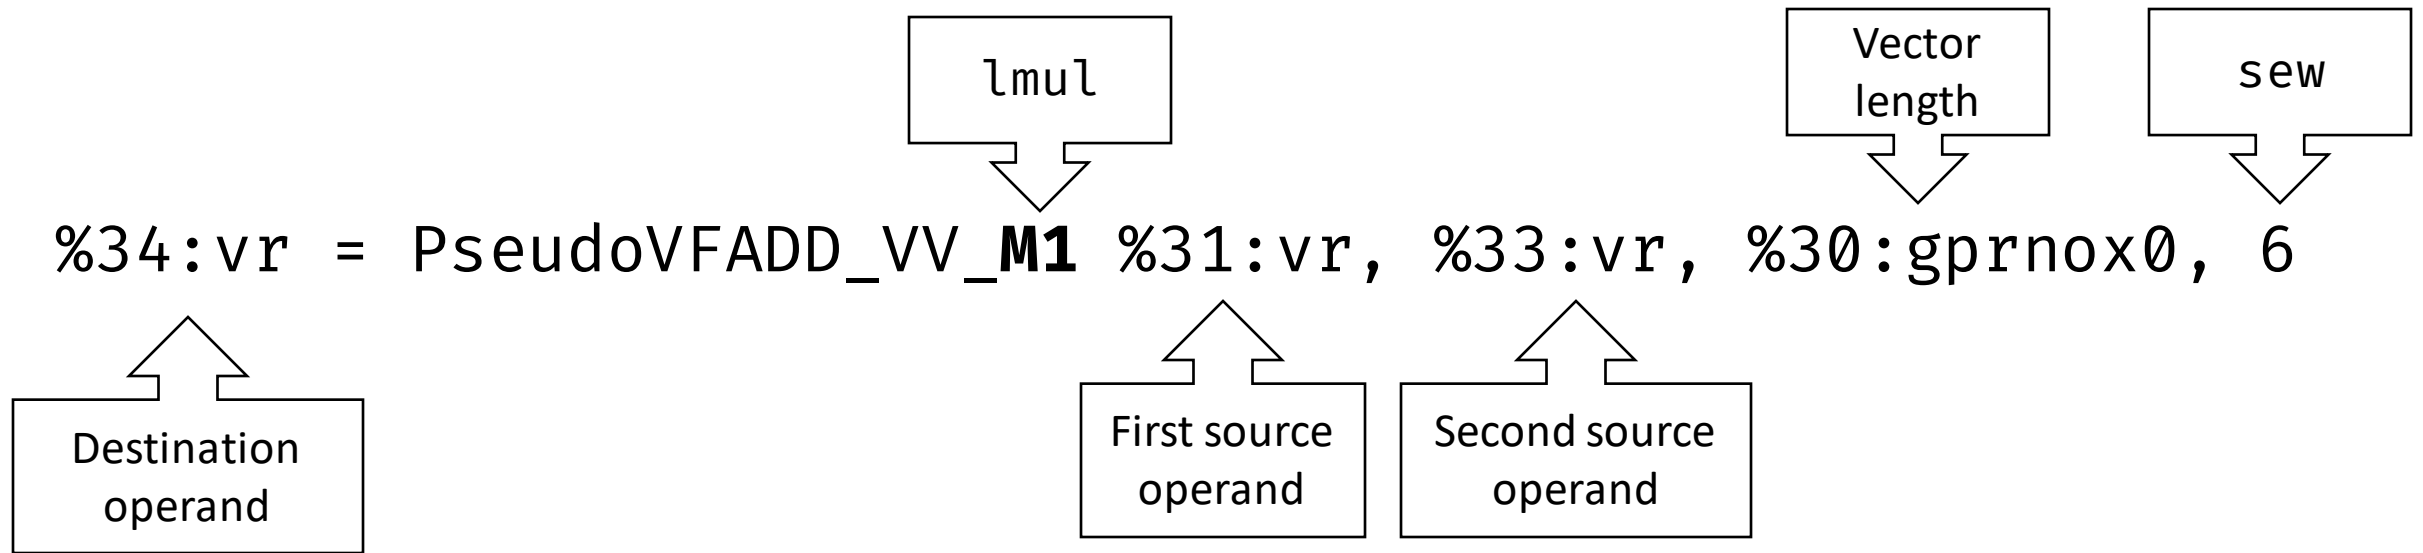 lmul
Vector
length
sew
%34:vr = PseudoVFADD_VV_M1 %31:vr, %33:vr, %30:gprnox0, 6
Destination
operand
First source
operand
Second source
operand